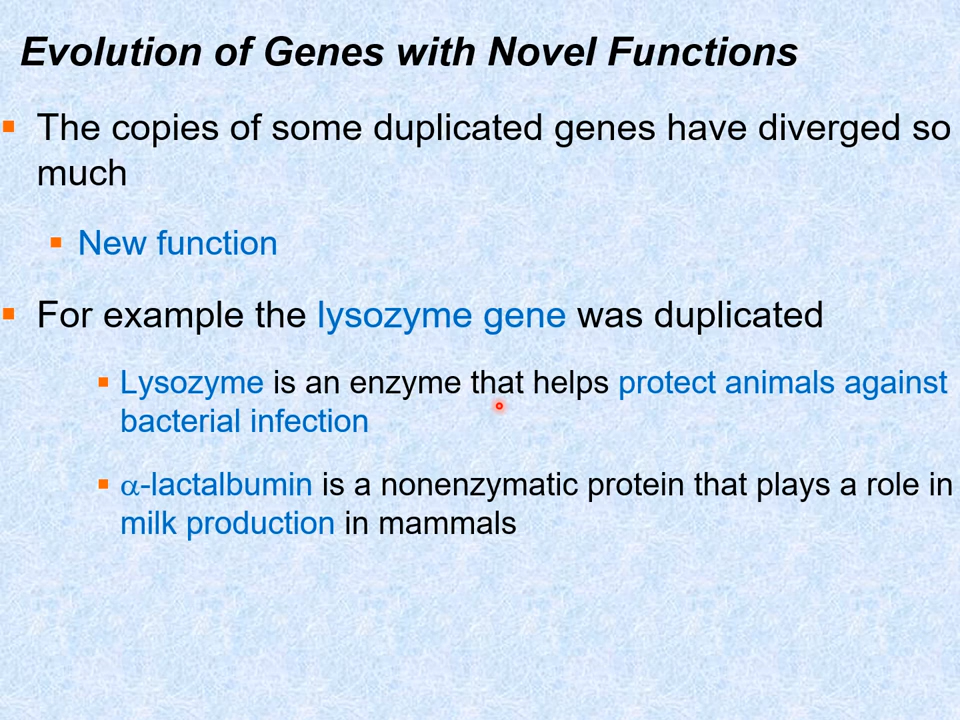 Evolution of Genes with Novel Functions
The copies of some duplicated genes have diverged so
much
New function
For example the lysozyme gene was duplicated
Lysozyme is an enzyme that helps protect animals against
bacterial infection
α-lactalbumin is a nonenzymatic protein that plays a role in
milk production in mammals